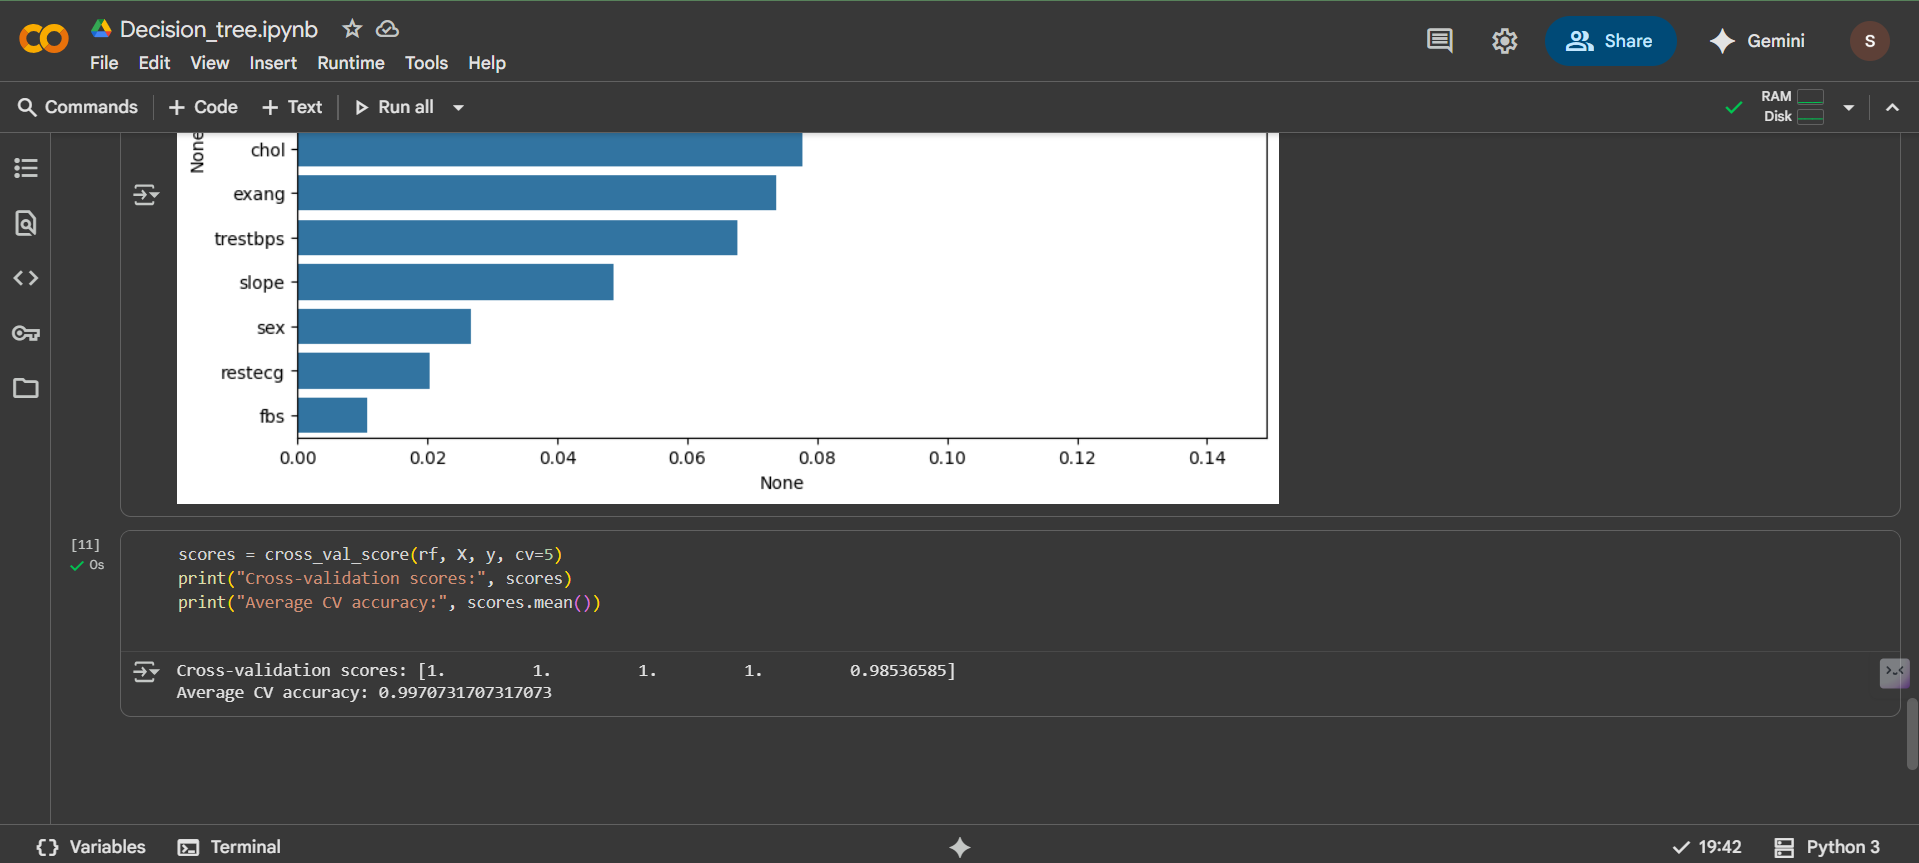 Decision_tree.ipynb
File Edit View Insert Runtime Tools Help
Share
Gemini
S
Commands + Code + Text Run all
RAM
Disk
None
chol
exang
trestbps
slope
sex
restecg
fbs
0.00 0.02 0.04 0.06 0.08 0.10 0.12 0.14
None
[11]
0s
scores = cross_val_score(rf, X, y, cv=5)
print("Cross-validation scores:", scores)
print("Average CV accuracy:", scores.mean())
Cross-validation scores: [1. 1. 1. 1. 0.98536585]
Average CV accuracy: 0.9970731707317073
Variables Terminal 19:42 Python 3